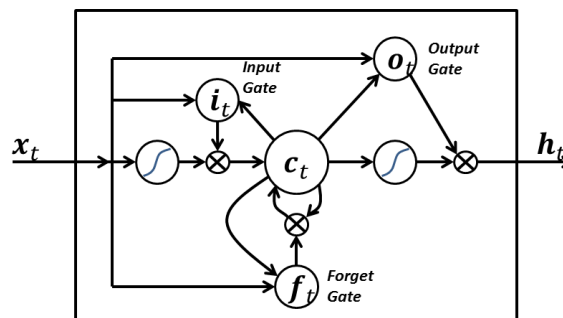 Output
Gate
o_t
Input
Gate
i_t
x_t
c_t
h_t
f_t
Forget
Gate